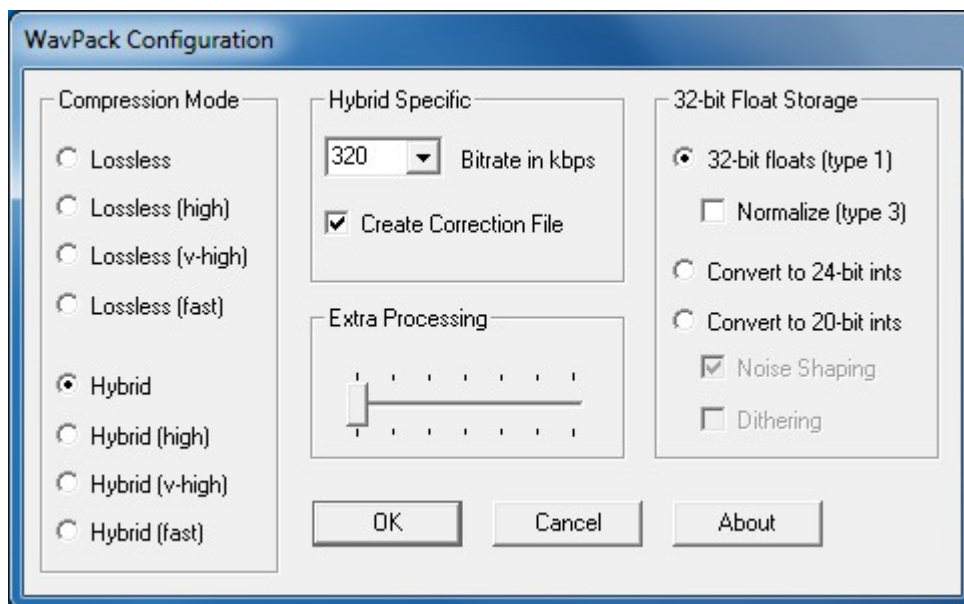 WavPack Configuration
Compression Mode
Lossless
Lossless (high)
Lossless (v-high)
Lossless (fast)
Hybrid
Hybrid (high)
Hybrid (v-high)
Hybrid (fast)
Hybrid Specific
320 Bitrate in kbps
Create Correction File
Extra Processing
32-bit Float Storage
32-bit floats (type 1)
Normalize (type 3)
Convert to 24-bit ints
Convert to 20-bit ints
Noise Shaping
Dithering
OK Cancel About